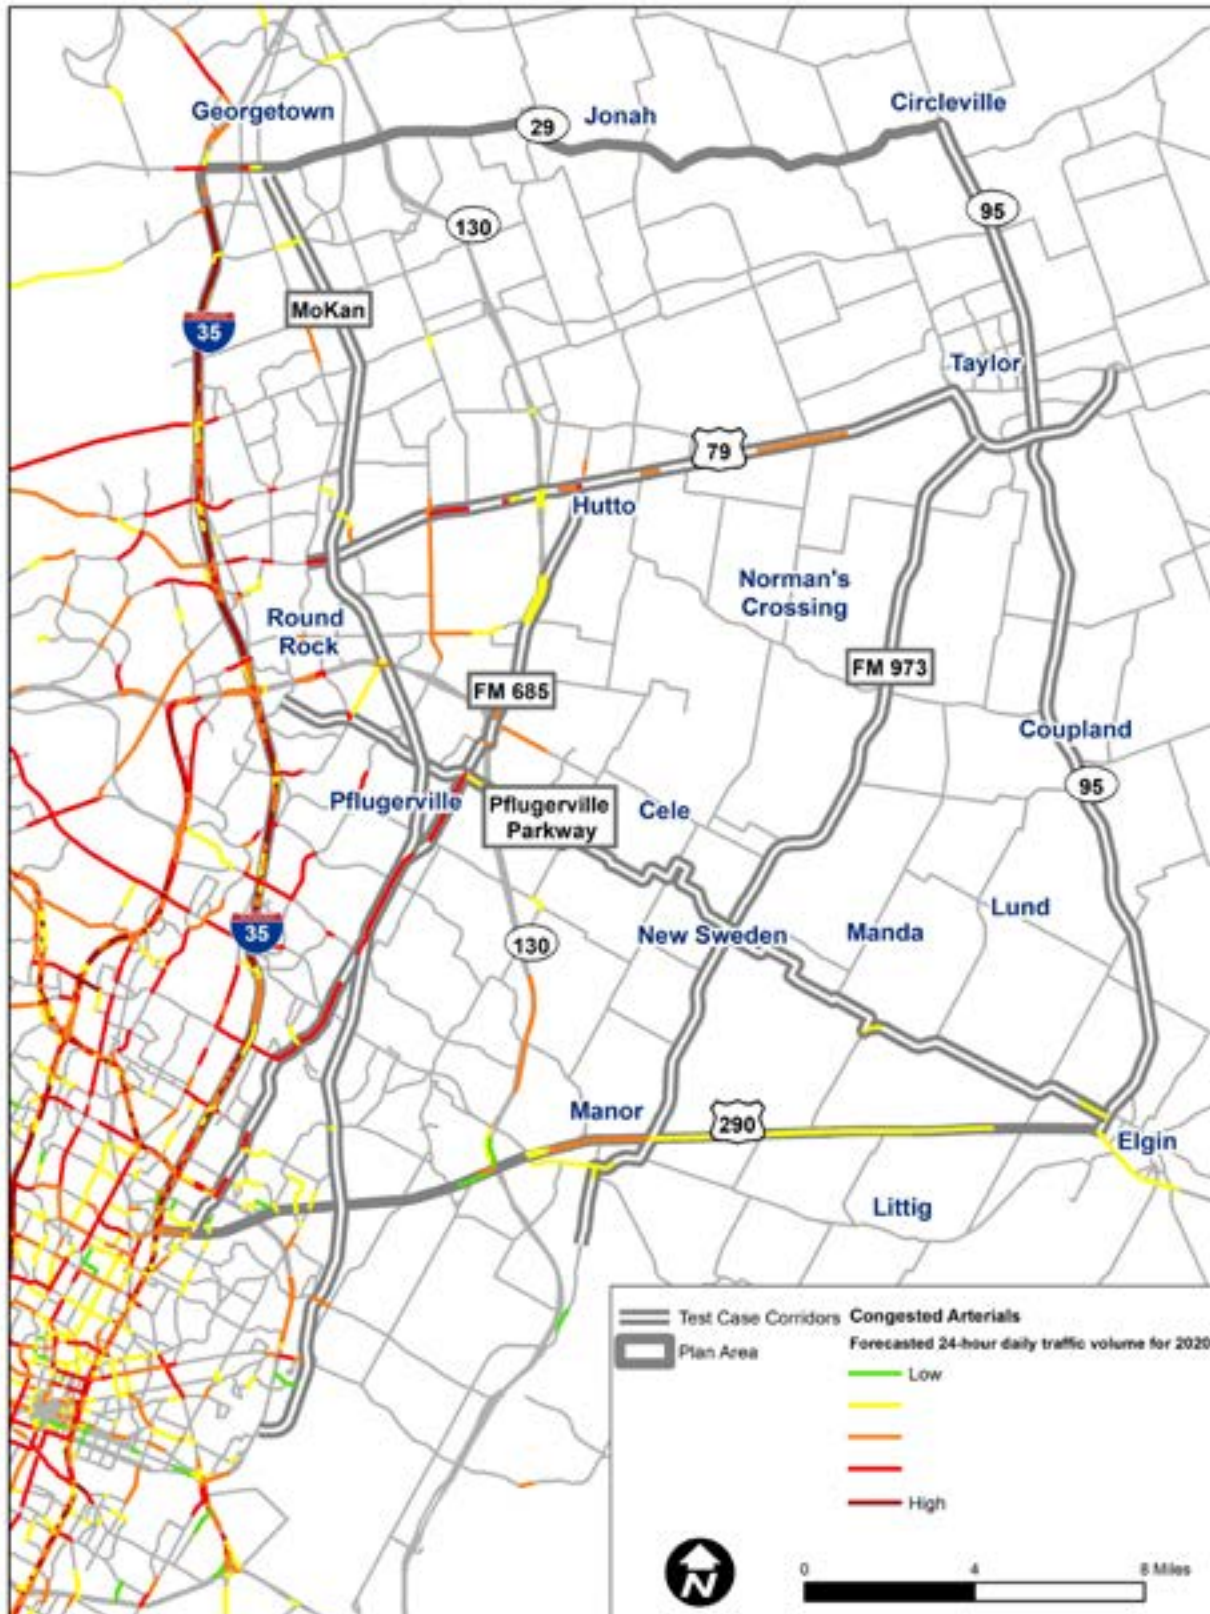 Georgetown
29
Jonah
Circleville
130
95
MoKan
35
Taylor
79
Hutto
Norman's
Crossing
Round
Rock
FM 685
FM 973
Coupland
95
Pflugerville
Pflugerville
Parkway
Cele
Lund
35
130
New Sweden
Manda
Manor
290
Elgin
Littig
Test Case Corridors
Plan Area
Congested Arterials
Forecasted 24-hour daily traffic volume for 2020
Low
High
N
0 4 8 Miles